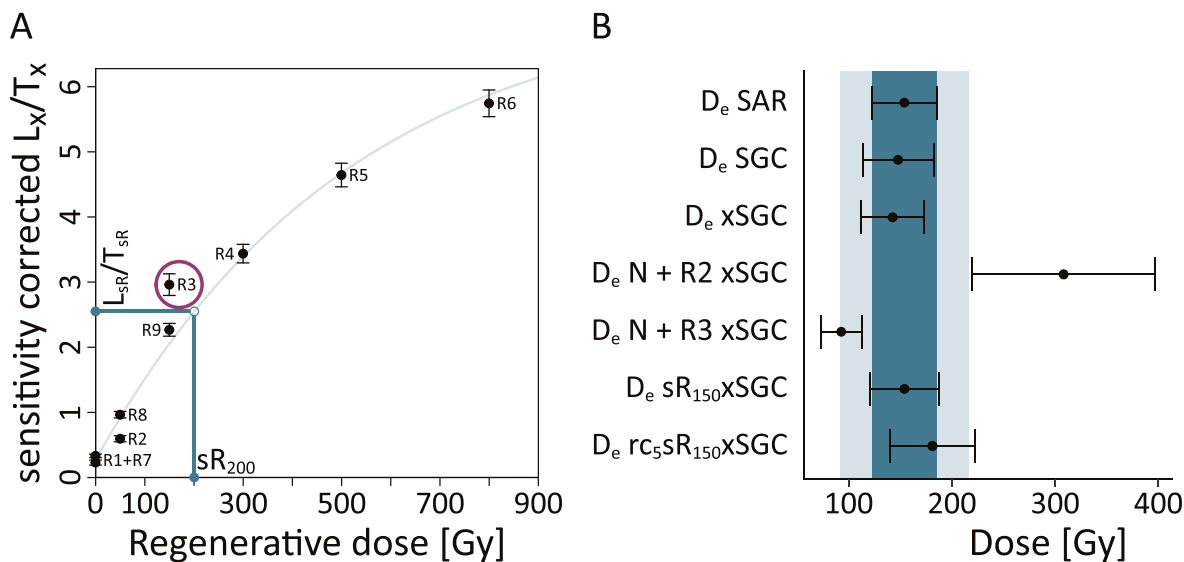 A
sensitivity corrected Lx/Tx
0
1
2
3
4
5
6
LsR/TsR
R1+R7
R2
R8
R9
R3
R4
R5
R6
sR200
0 100 300 500 700 900
Regenerative dose [Gy]
B
De SAR
De SGC
De xSGC
De N + R2 xSGC
De N + R3 xSGC
De sR150xSGC
De rc5sR150xSGC
100 200 300 400
Dose [Gy]